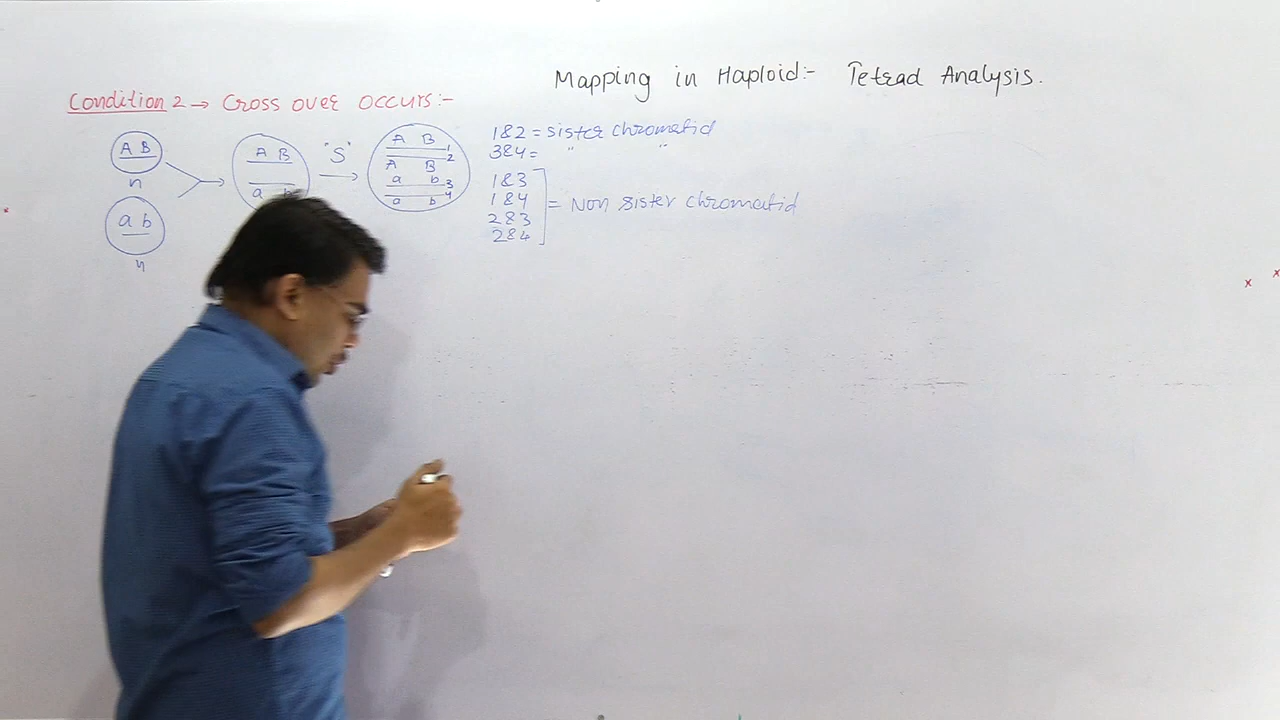 Mapping in Haploid:- Tetrad Analysis.
Condition 2 → Cross over occurs:-
A B
n
a b
n
A B
a b
"S"
A B
1
2
A B
a b 3
4
a b
1&2 = sister chromatid
3&4 = " "
1&3
1&4
2&3
2&4
= Non sister chromatid